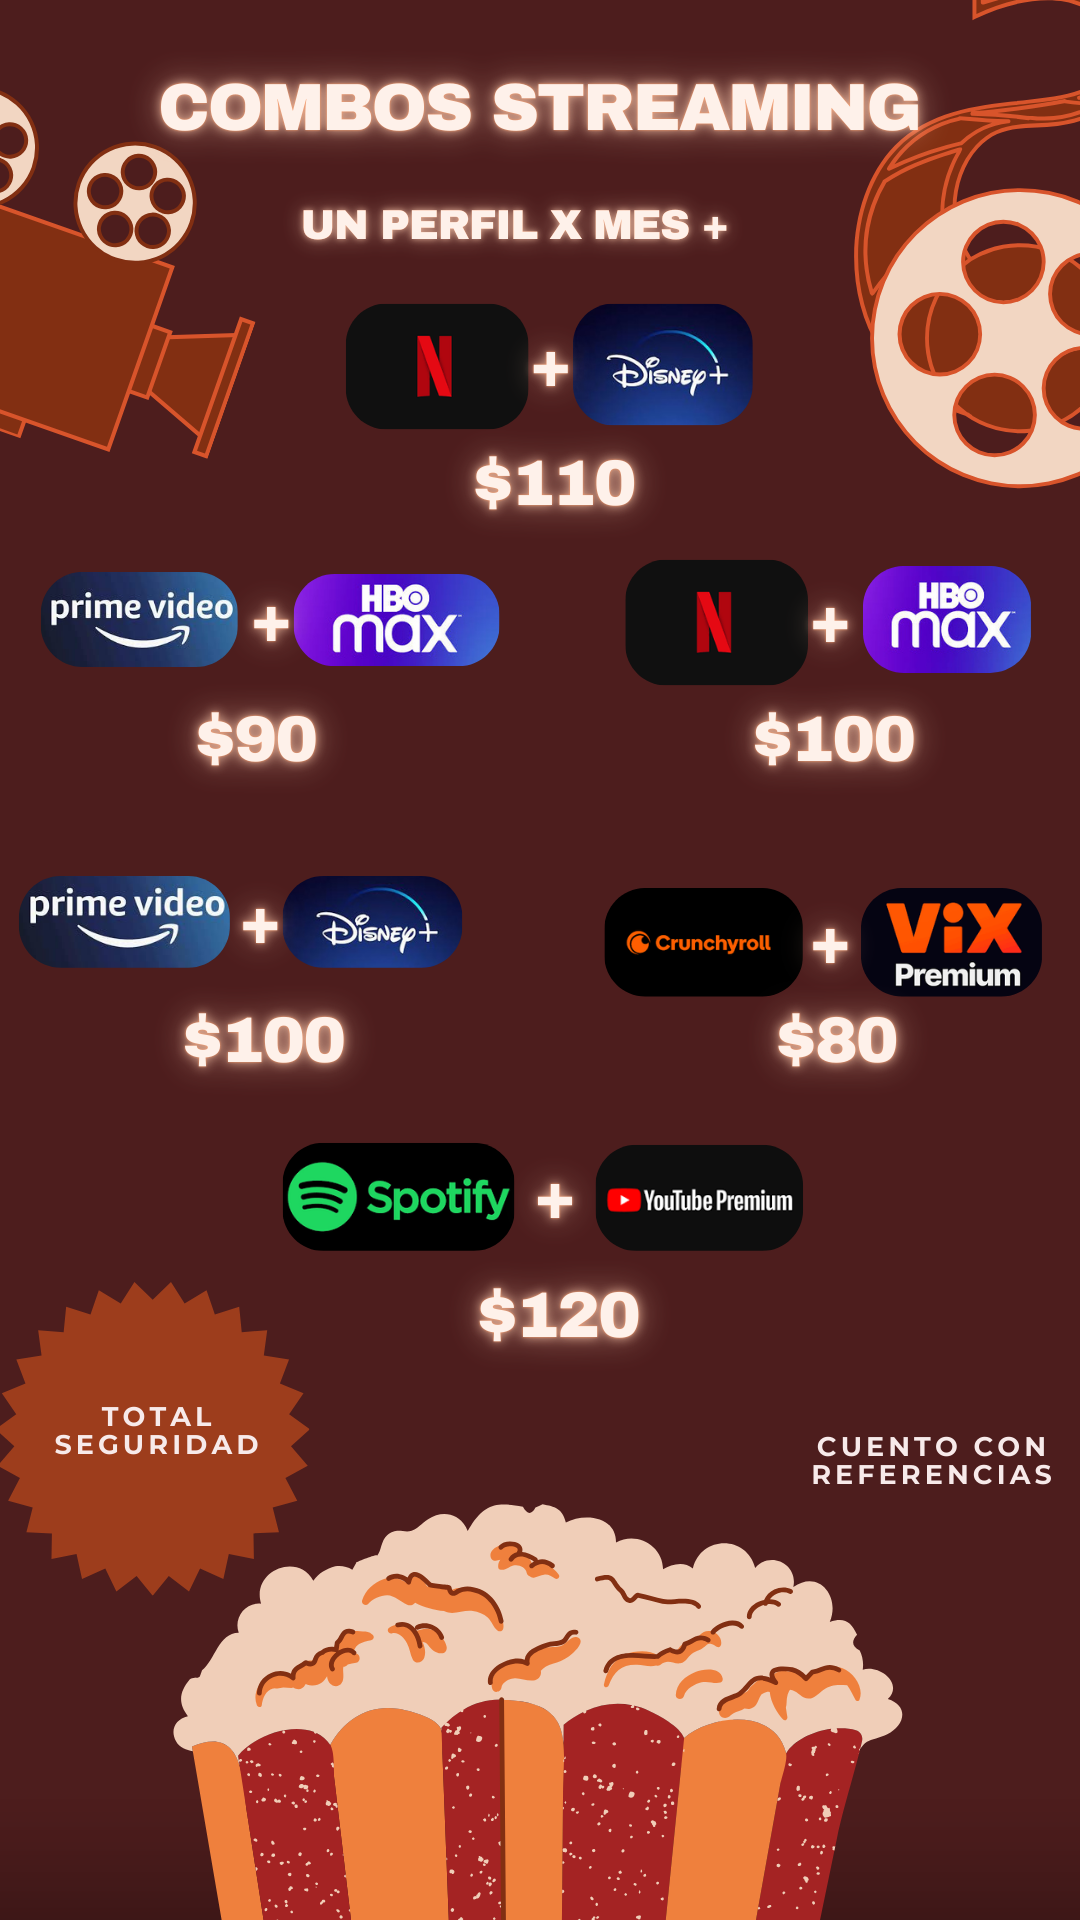 COMBOS STREAMING
UN PERFIL X MES +
N + Disney+
$110
prime video + HBO max
$90
N + HBO max
$100
prime video + Disney+
$100
Crunchyroll + ViX Premium
$80
Spotify + YouTube Premium
$120
TOTAL
SEGURIDAD
CUENTO CON
REFERENCIAS